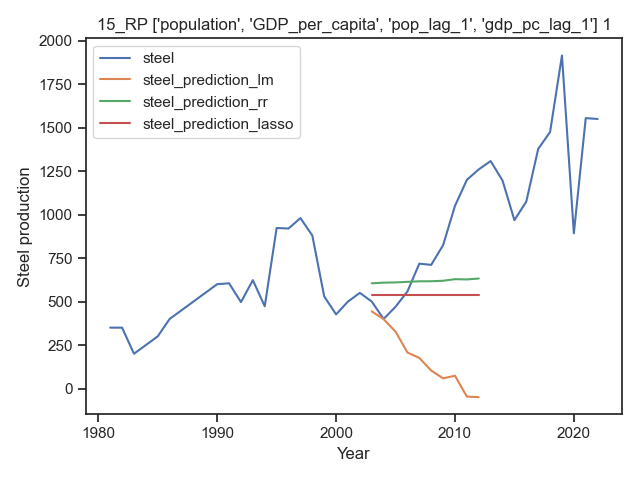 15_RP ['population', 'GDP_per_capita', 'pop_lag_1', 'gdp_pc_lag_1'] 1
steel
steel_prediction_lm
steel_prediction_rr
steel_prediction_lasso
Steel production
2000
1750
1500
1250
1000
750
500
250
0
1980
1990
2000
2010
2020
Year